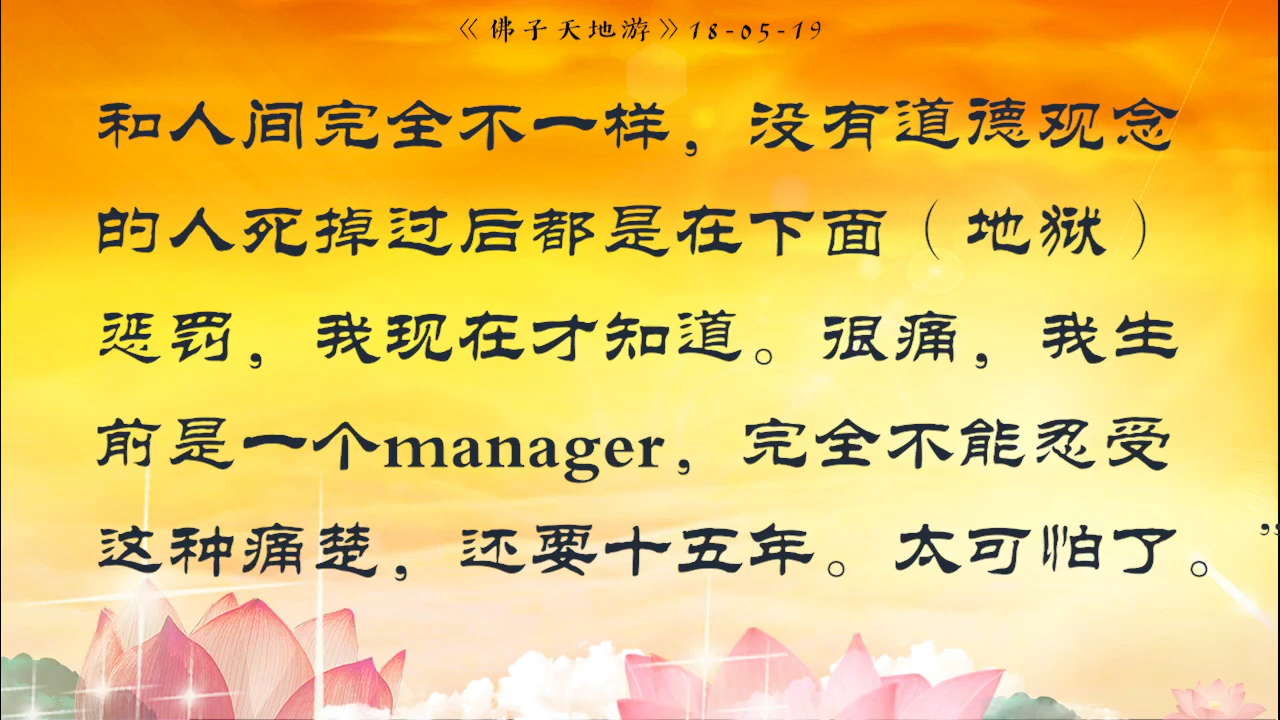 《佛子天地游》18-05-19
和人间完全不一样，没有道德观念
的人死掉过后都是在下面（地狱）
惩罚，我现在才知道。很痛，我生
前是一个manager，完全不能忍受
这种痛楚，还要十五年。太可怕了。”